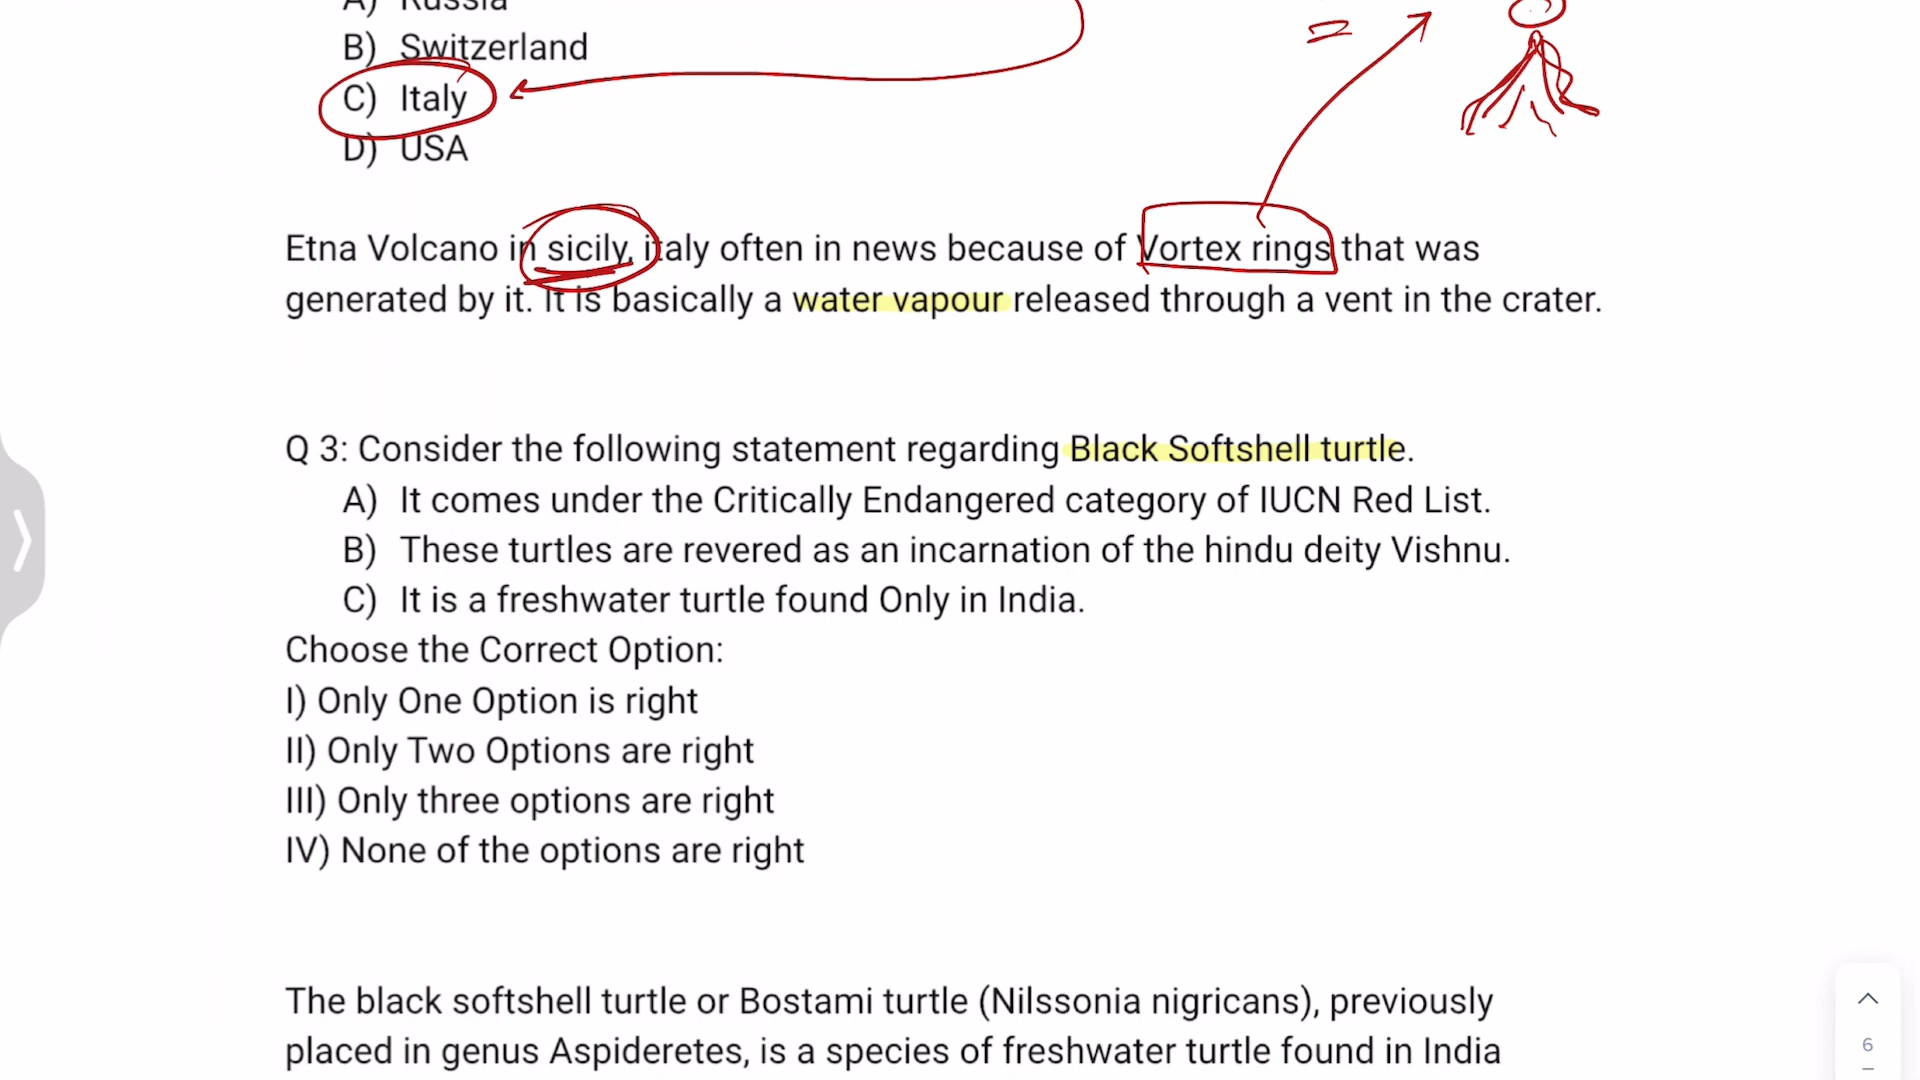 A) Russia
B) Switzerland
C) Italy
D) USA
Etna Volcano in sicily, italy often in news because of Vortex rings that was
generated by it. It is basically a water vapour released through a vent in the crater.
Q 3: Consider the following statement regarding Black Softshell turtle.
A) It comes under the Critically Endangered category of IUCN Red List.
B) These turtles are revered as an incarnation of the hindu deity Vishnu.
C) It is a freshwater turtle found Only in India.
Choose the Correct Option:
I) Only One Option is right
II) Only Two Options are right
III) Only three options are right
IV) None of the options are right
The black softshell turtle or Bostami turtle (Nilssonia nigricans), previously
placed in genus Aspideretes, is a species of freshwater turtle found in India
6